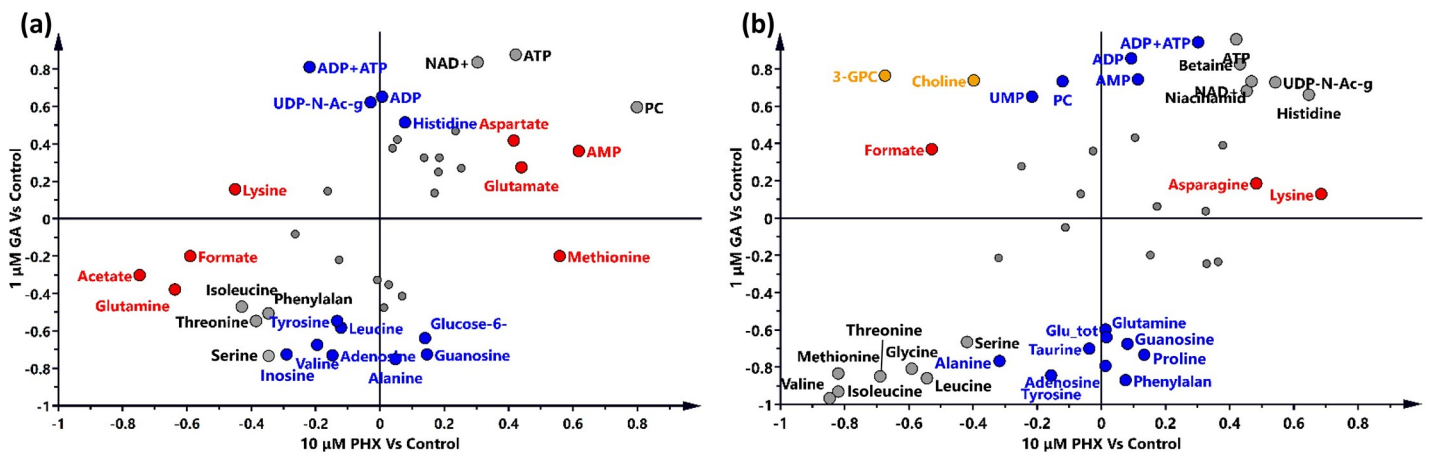 (a)
1 µM GA Vs Control
0.8
0.6
0.4
0.2
0
-0.2
-0.4
-0.6
-0.8
-1
ADP+ATP
NAD+
ATP
UDP-N-Ac-g
ADP
PC
Histidine
Aspartate
AMP
Glutamate
Lysine
Formate
Methionine
Acetate
Glutamine
Isoleucine
Phenylalan
Threonine
Tyrosine
Leucine
Glucose-6-
Serine
Valine
Adenosine
Guanosine
Inosine
Alanine
-1
-0.8
-0.6
-0.4
-0.2
0
0.2
0.4
0.6
0.8
10 µM PHX Vs Control
(b)
1 µM GA Vs Control
0.8
0.6
0.4
0.2
0
-0.2
-0.4
-0.6
-0.8
-1
ADP+ATP
ADP
ATP
Betaine
3-GPC
Choline
AMP
UDP-N-Ac-g
UMP
PC
NAD+
Niacinamid
Histidine
Formate
Asparagine
Lysine
Threonine
Glu_tot
Glutamine
Methionine
Glycine
Serine
Taurine
Guanosine
Alanine
Proline
Valine
Isoleucine
Leucine
Adenosine
Tyrosine
Phenylalan
-1
-0.8
-0.6
-0.4
-0.2
0
0.2
0.4
0.6
0.8
10 µM PHX Vs Control